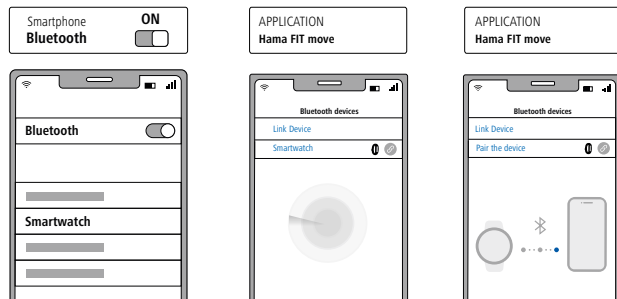 Smartphone
Bluetooth
ON
Bluetooth
Smartwatch
APPLICATION
Hama FIT move
Bluetooth devices
Link Device
Smartwatch
APPLICATION
Hama FIT move
Bluetooth devices
Link Device
Pair the device